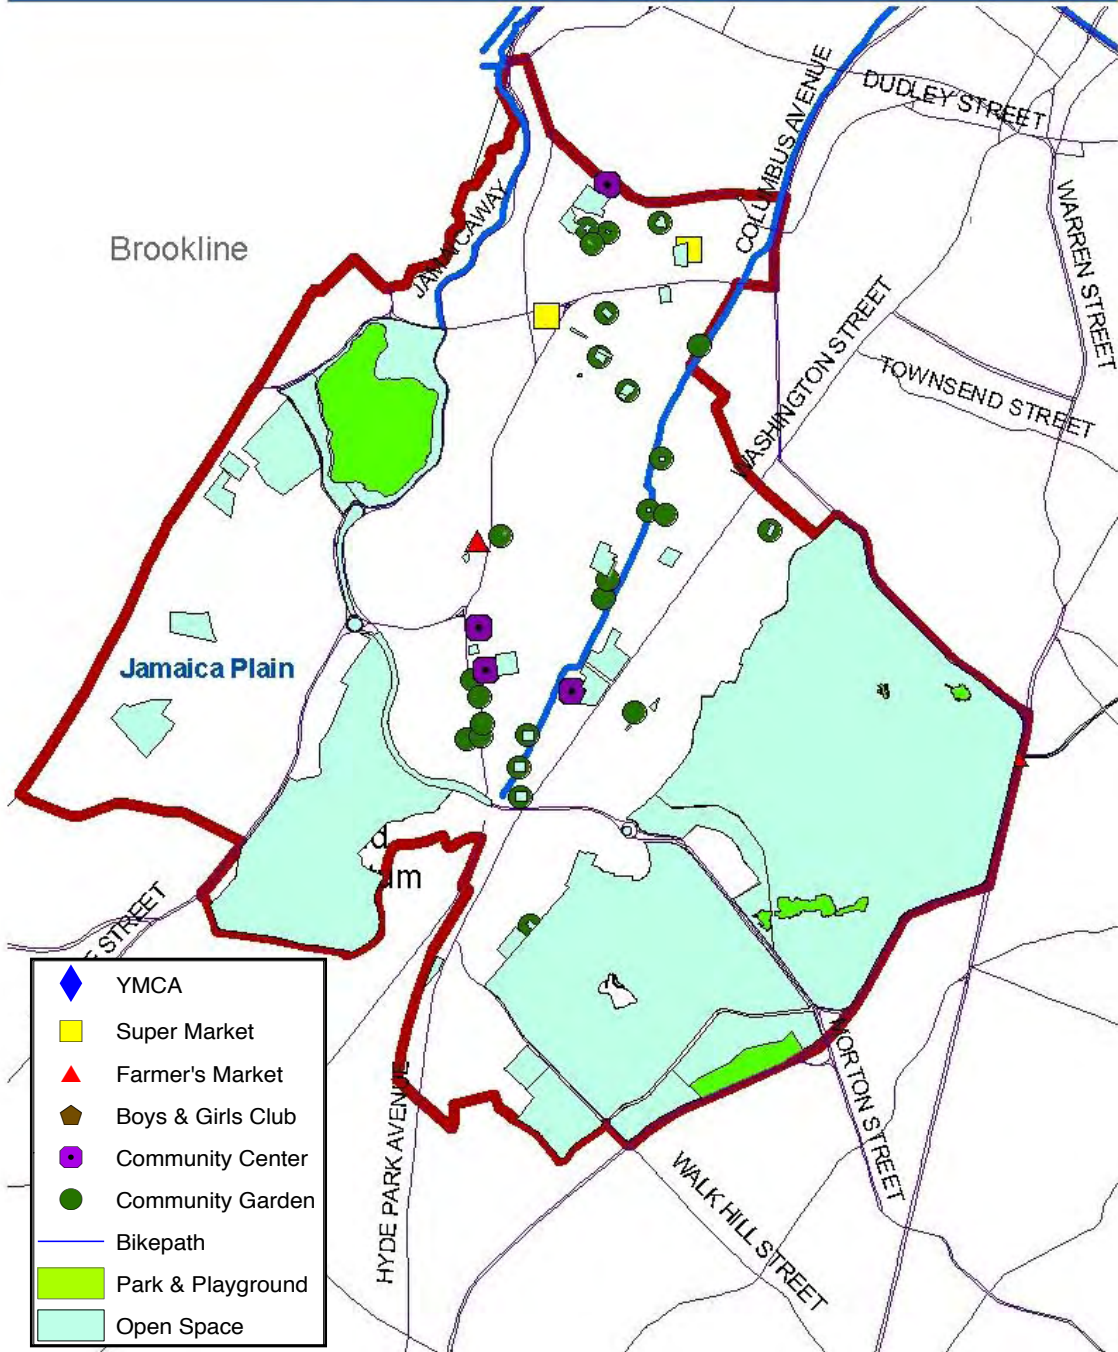 DUDLEY STREET
COLUMBUS AVENUE
JAMAICAWAY
Brookline
WARREN STREET
WASHINGTON STREET
TOWNSEND STREET
Jamaica Plain
d
um
E STREET
MORTON STREET
HYDE PARK AVENUE
WALK HILL STREET
YMCA
Super Market
Farmer's Market
Boys & Girls Club
Community Center
Community Garden
Bikepath
Park & Playground
Open Space